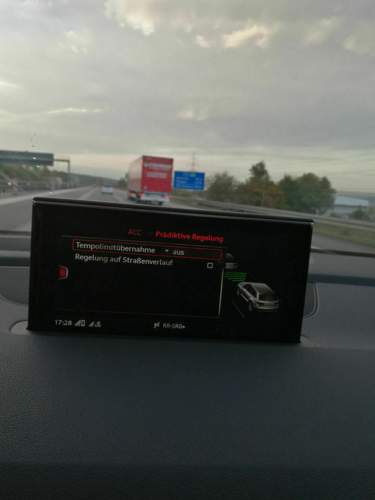 ACC Prädiktive Regelung
Tempolimitübernahme aus
Regelung auf Straßenverlauf
17:28